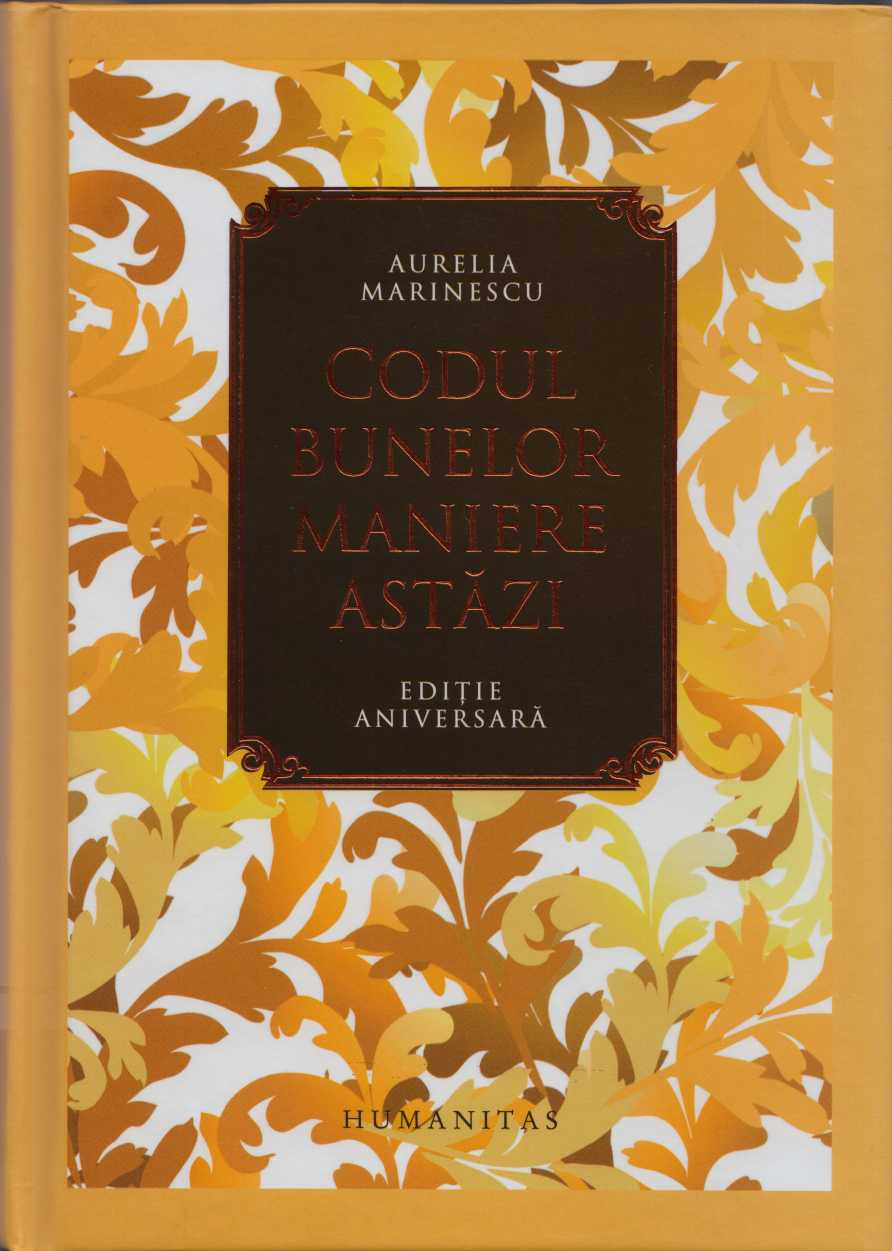 AURELIA
MARINESCU
CODUL
BUNELOR
MANIERE
ASTĂZI
EDIȚIE
ANIVERSARĂ
HUMANITAS